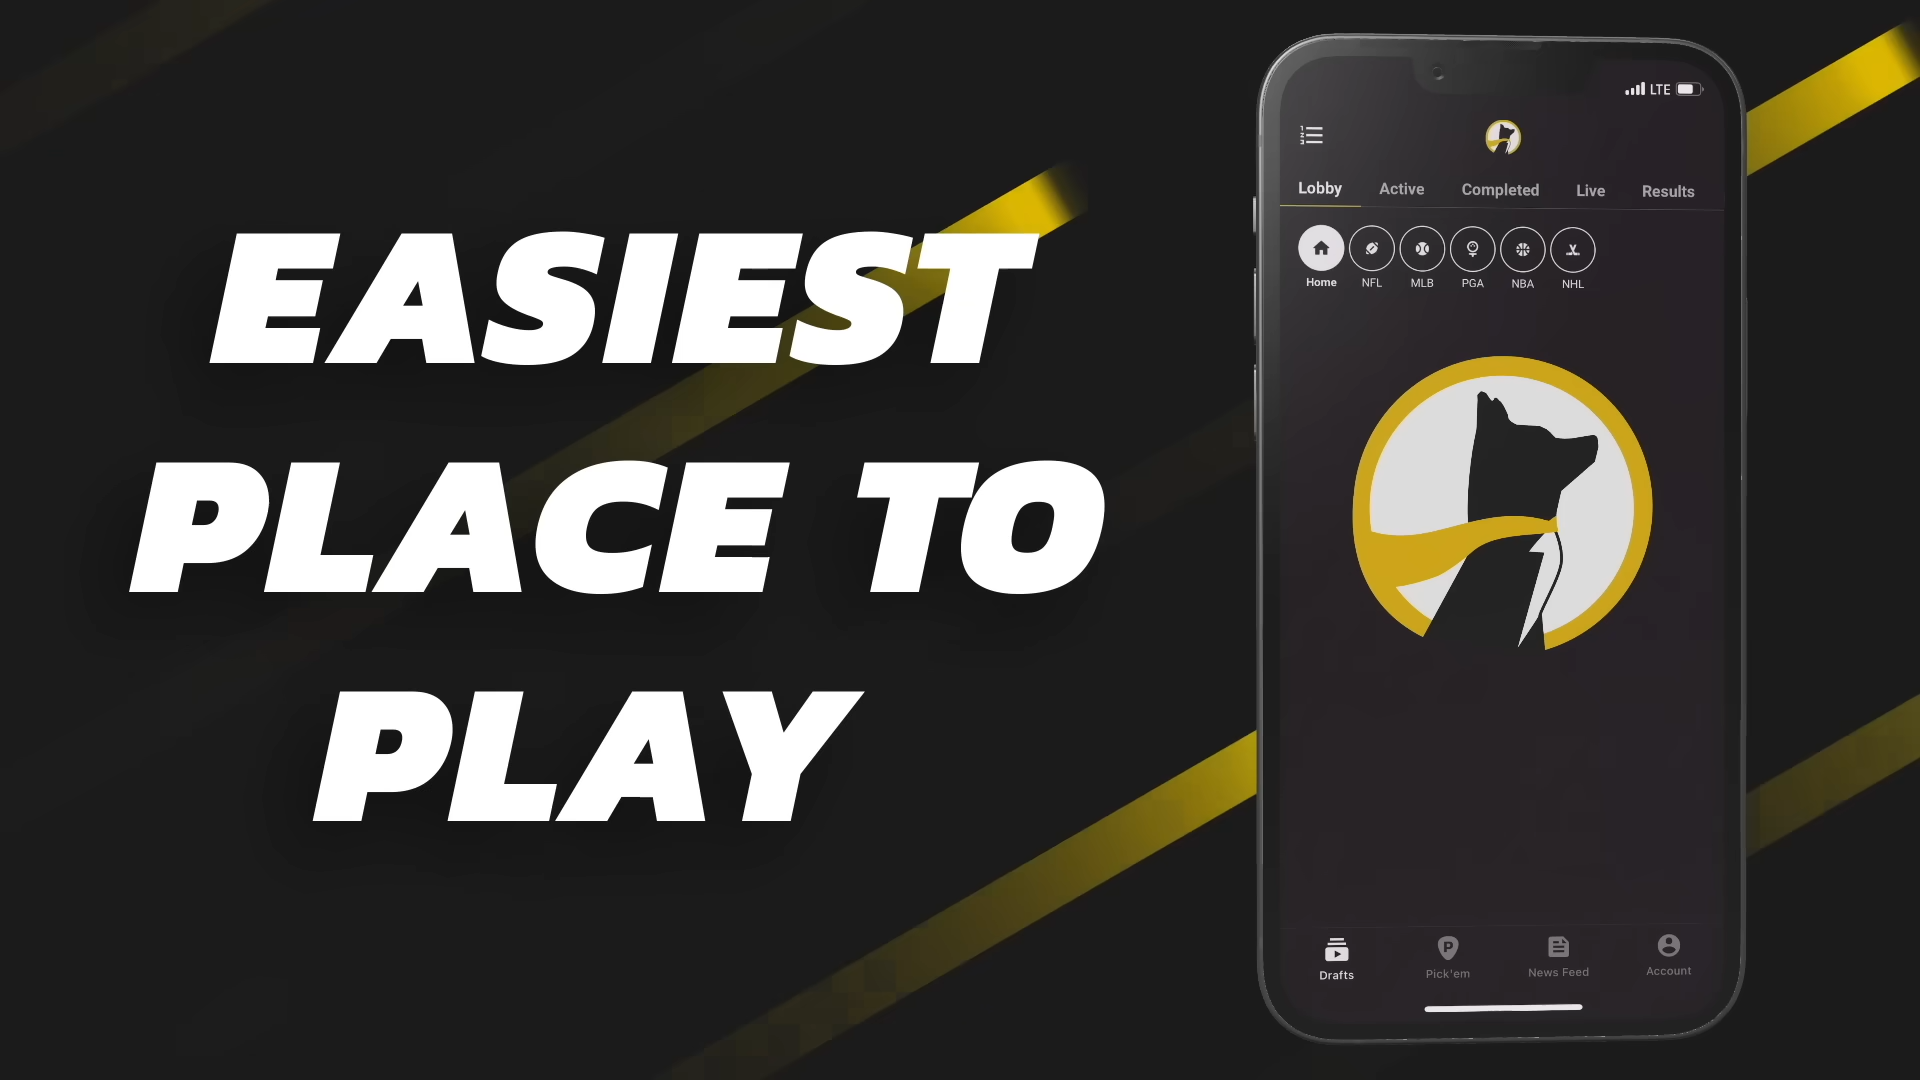 EASIEST
PLACE TO
PLAY
LTE
Lobby Active Completed Live Results
Home NFL MLB PGA NBA NHL
Drafts Pick'em News Feed Account